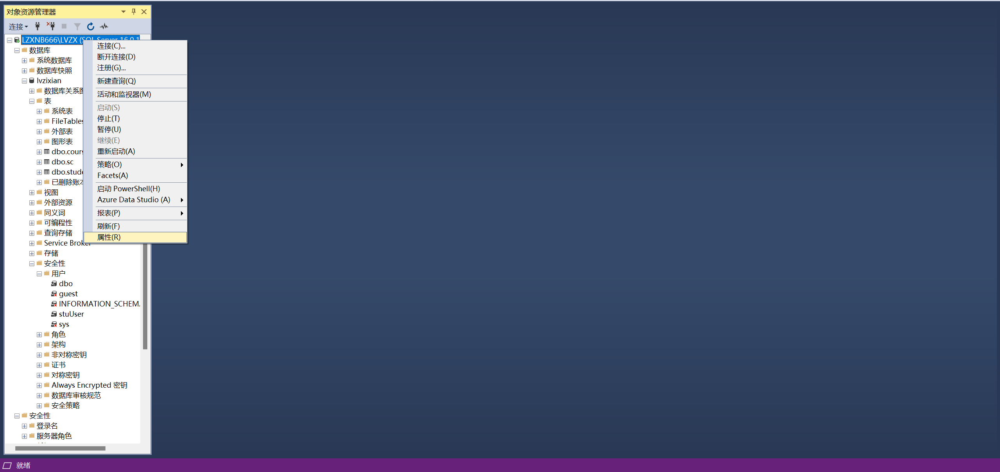 对象资源管理器
连接
LZXNB666\LVZX (SQL Server 16.0.1
数据库
系统数据库
数据库快照
lvzixian
数据库关系图
表
系统表
FileTables
外部表
图形表
dbo.cours
dbo.sc
dbo.stude
已删除账本
视图
外部资源
同义词
可编程性
查询存储
Service Broker
存储
安全性
用户
dbo
guest
INFORMATION_SCHEMA
stuUser
sys
角色
架构
非对称密钥
证书
对称密钥
Always Encrypted 密钥
数据库审核规范
安全策略
安全性
登录名
服务器角色
连接(C)...
断开连接(D)
注册(G)...
新建查询(Q)
活动和监视器(M)
启动(S)
停止(T)
暂停(U)
继续(E)
重新启动(A)
策略(O)
Facets(A)
启动 PowerShell(H)
Azure Data Studio (A)
报表(P)
刷新(F)
属性(R)
就绪